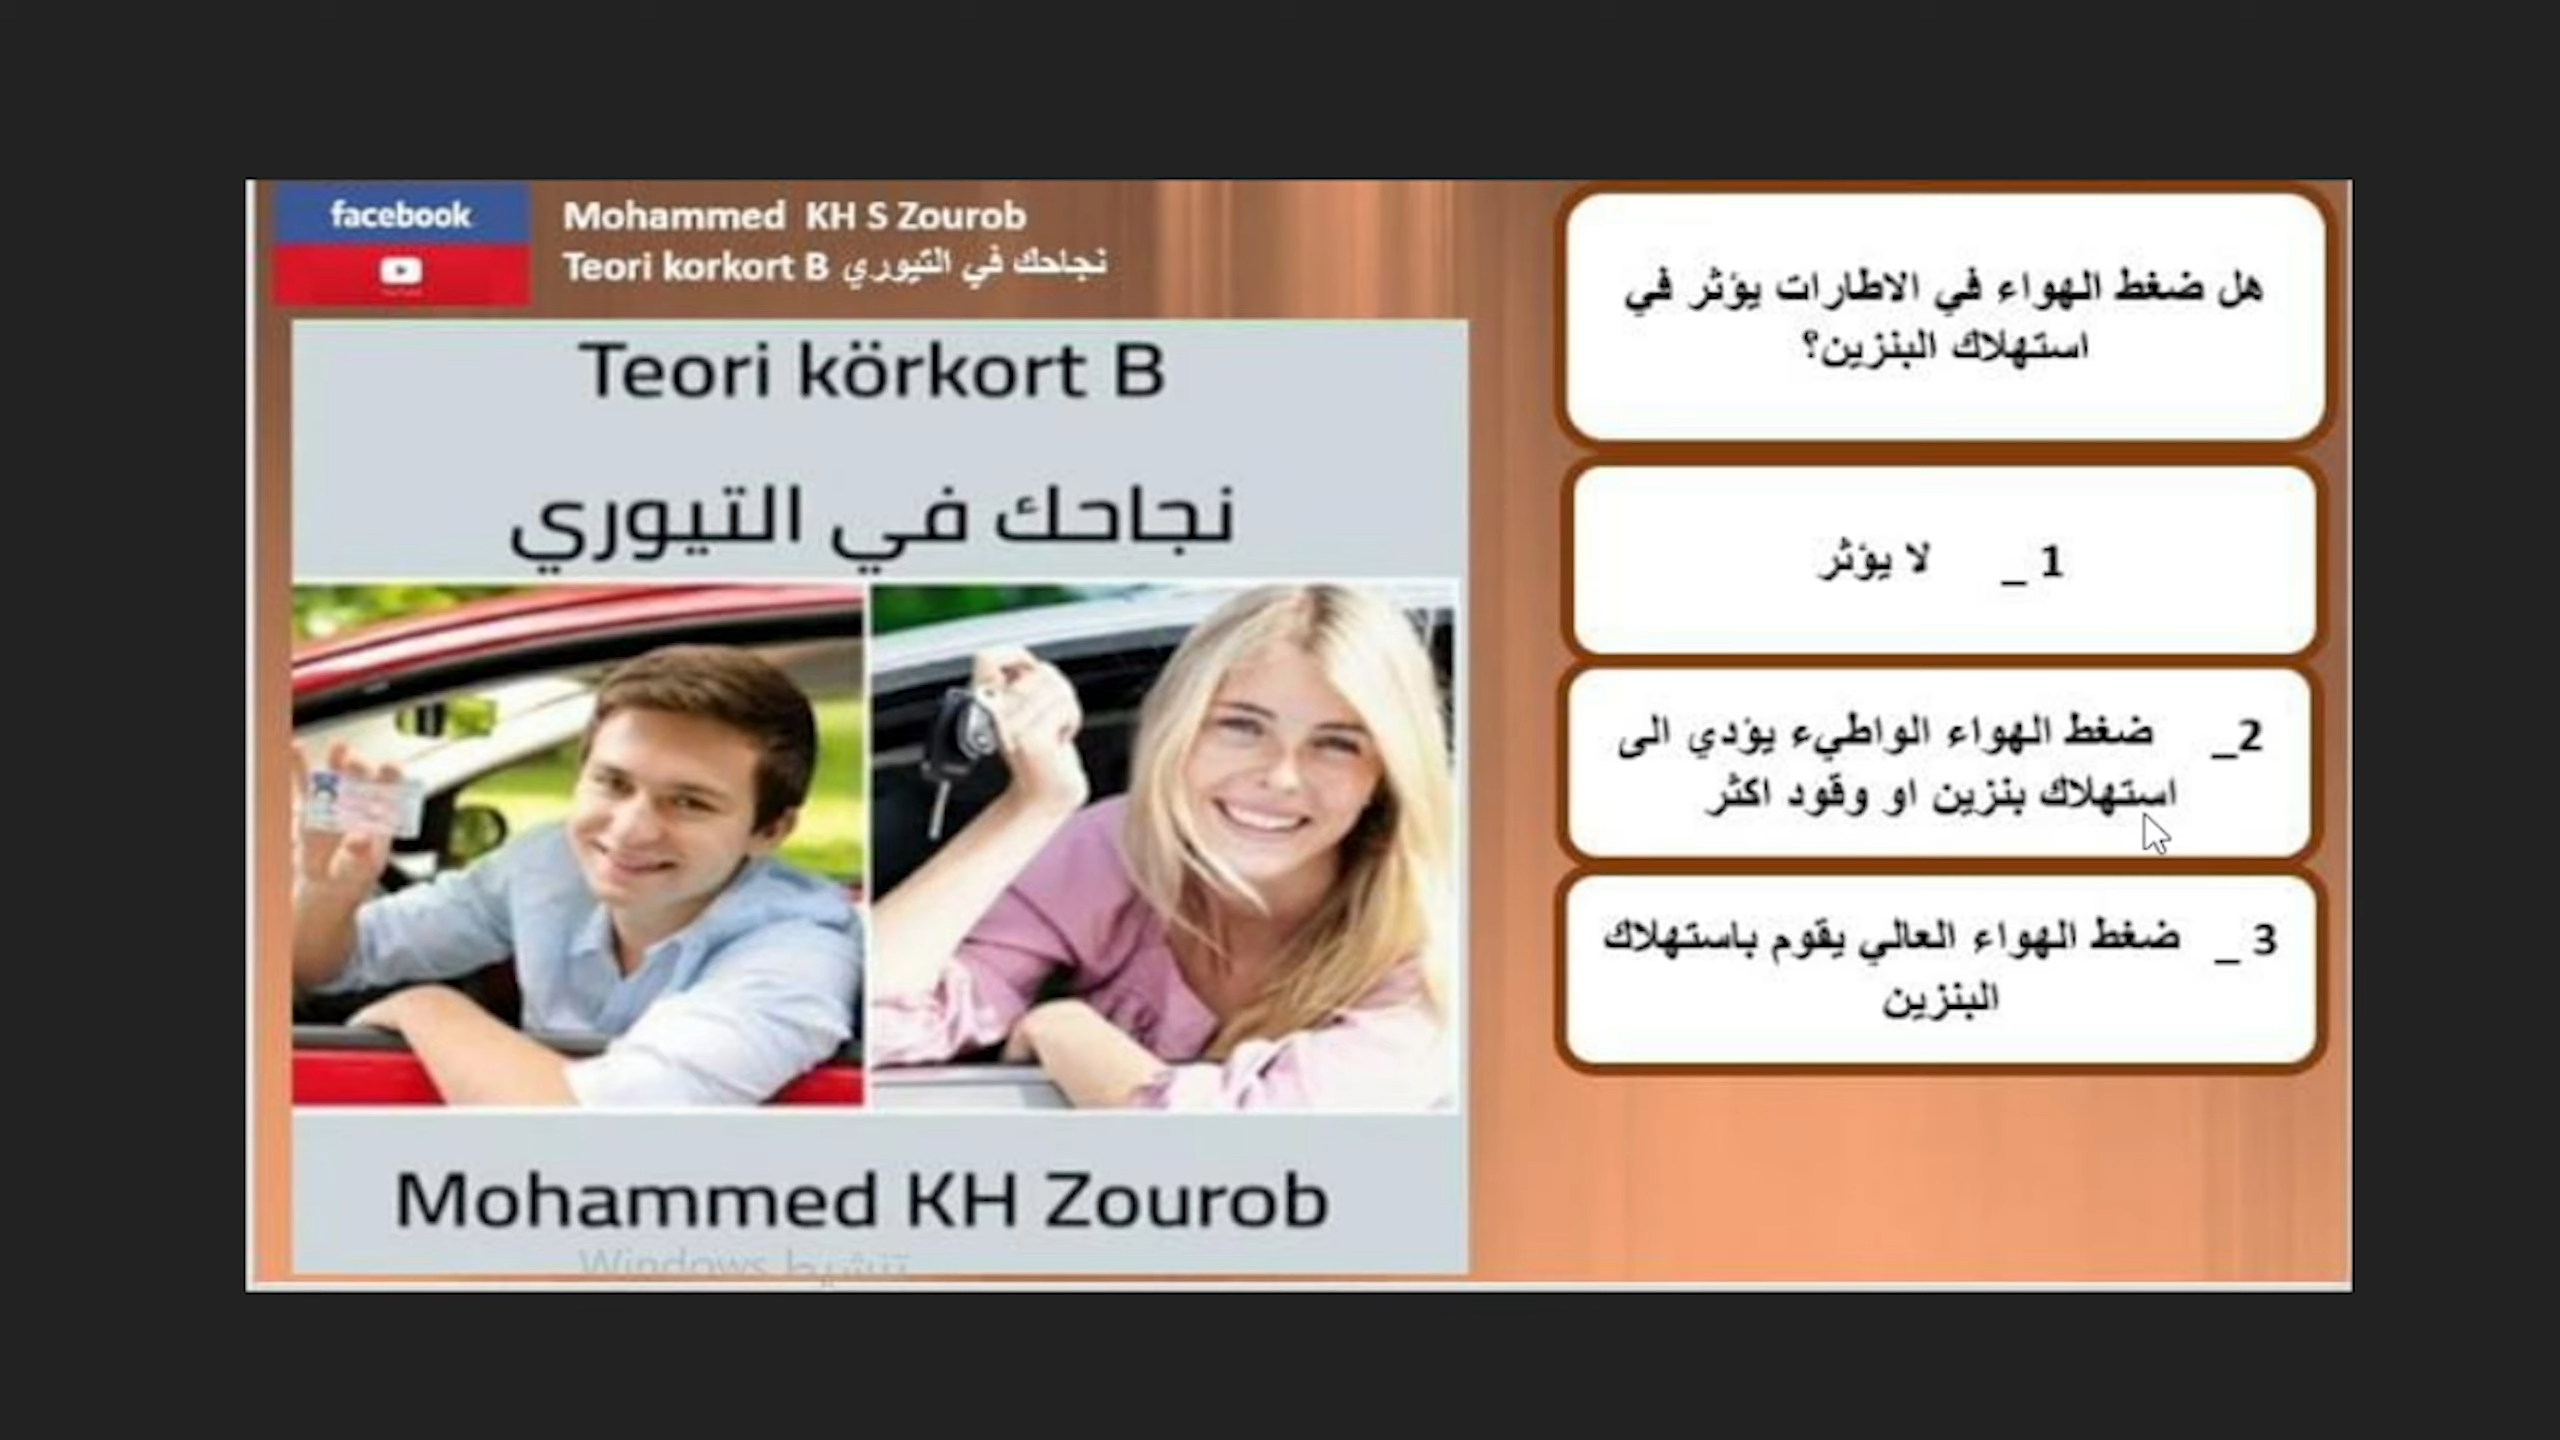 facebook
Mohammed KH S Zourob
Teori korkort B نجاحك في التيوري
Teori körkort B
نجاحك في التيوري
Mohammed KH Zourob
تنشيط Windows
هل ضغط الهواء في الاطارات يؤثر في
استهلاك البنزين؟
1 _ لا يؤثر
2_ ضغط الهواء الواطيء يؤدي الى
استهلاك بنزين او وقود اكثر
3 _ ضغط الهواء العالي يقوم باستهلاك
البنزين